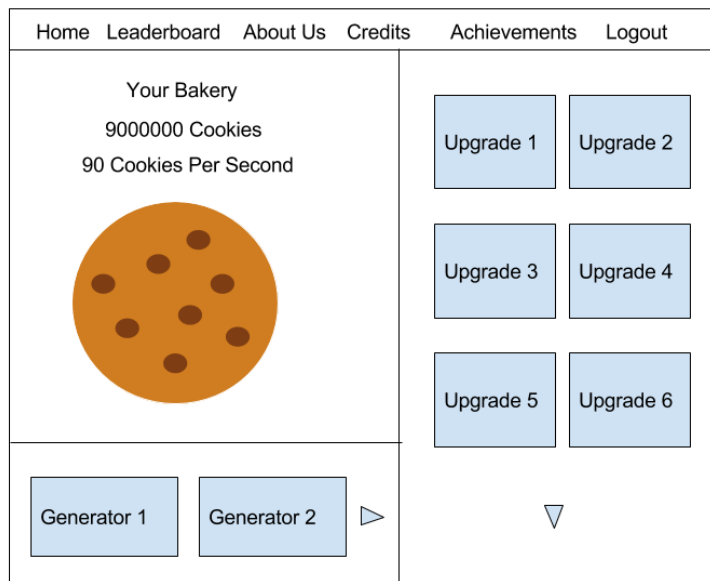 Home Leaderboard About Us Credits Achievements Logout
Your Bakery
9000000 Cookies
90 Cookies Per Second
Upgrade 1 Upgrade 2
Upgrade 3 Upgrade 4
Upgrade 5 Upgrade 6
Generator 1 Generator 2